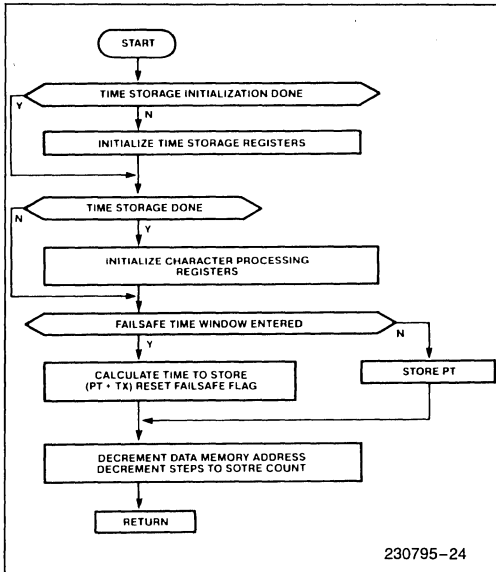 START
TIME STORAGE INITIALIZATION DONE
Y
N
INITIALIZE TIME STORAGE REGISTERS
TIME STORAGE DONE
N
Y
INITIALIZE CHARACTER PROCESSING
REGISTERS
FAILSAFE TIME WINDOW ENTERED
N
Y
CALCULATE TIME TO STORE
(PT + TX) RESET FAILSAFE FLAG
STORE PT
DECREMENT DATA MEMORY ADDRESS
DECREMENT STEPS TO SOTRE COUNT
RETURN
230795-24